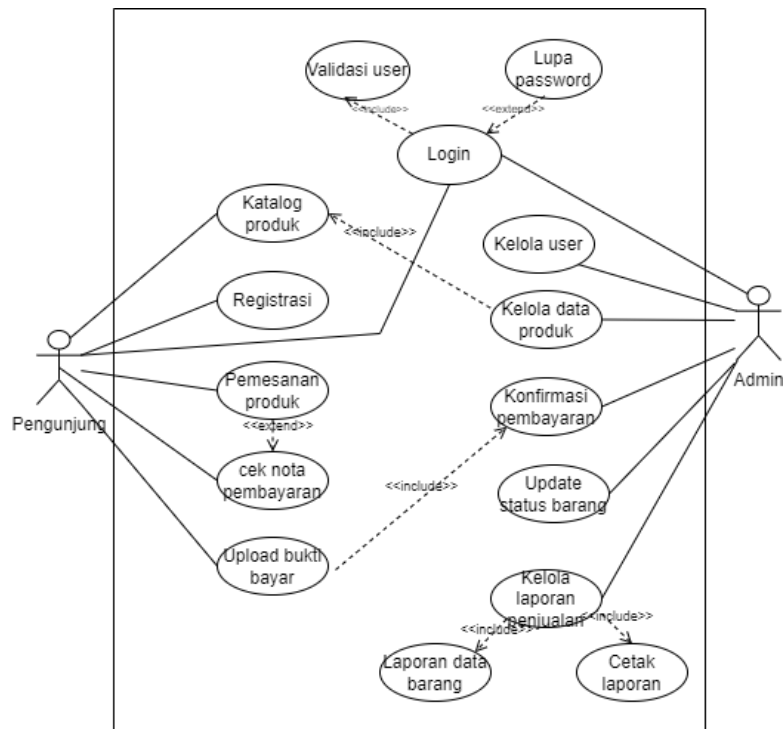 Validasi user
Lupa
password
<<include>>
<<extend>>
Login
Katalog
produk
<<include>>
Kelola user
Registrasi
Kelola data
produk
Pengunjung
Admin
Pemesanan
produk
<<extend>>
Konfirmasi
pembayaran
cek nota
pembayaran
<<include>>
Update
status barang
Upload bukti
bayar
Kelola
laporan
penjualan
<<include>>
<<include>>
Laporan data
barang
Cetak
laporan